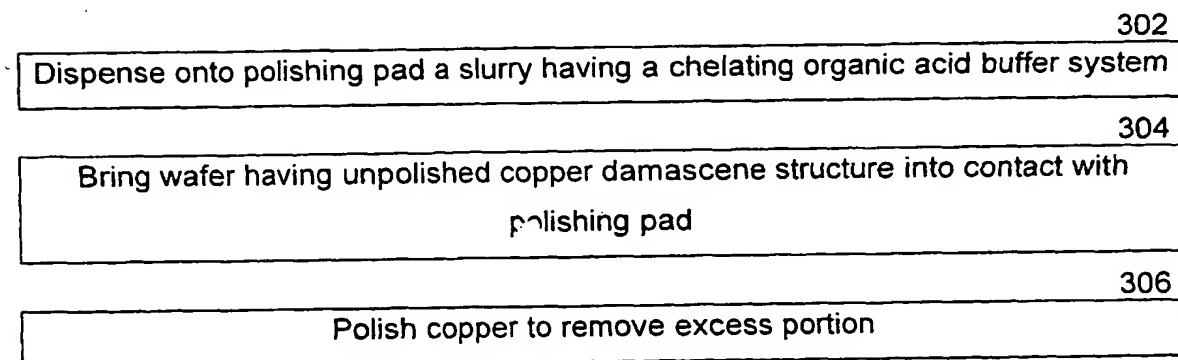 302
Dispense onto polishing pad a slurry having a chelating organic acid buffer system
304
Bring wafer having unpolished copper damascene structure into contact with
polishing pad
306
Polish copper to remove excess portion